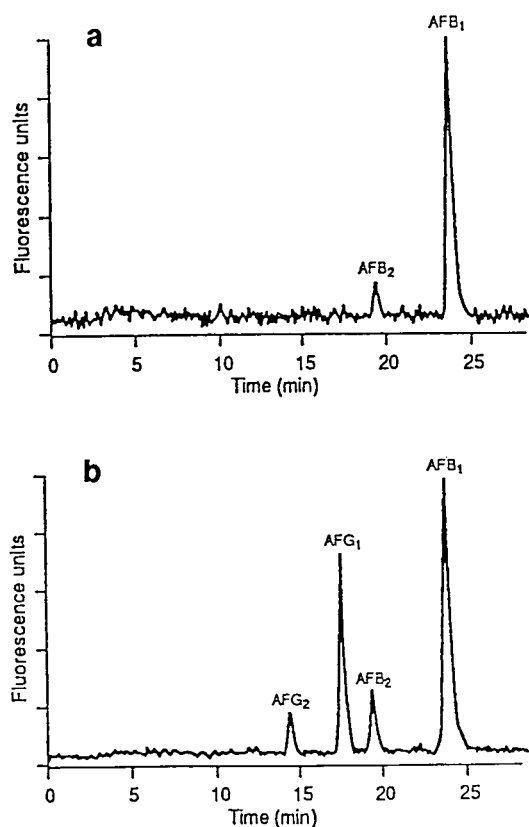 a
AFB₁
AFB₂
Fluorescence units
0 5 10 15 20 25
Time (min)
b
AFB₁
AFG₁
AFB₂
AFG₂
Fluorescence units
0 5 10 15 20 25
Time (min)